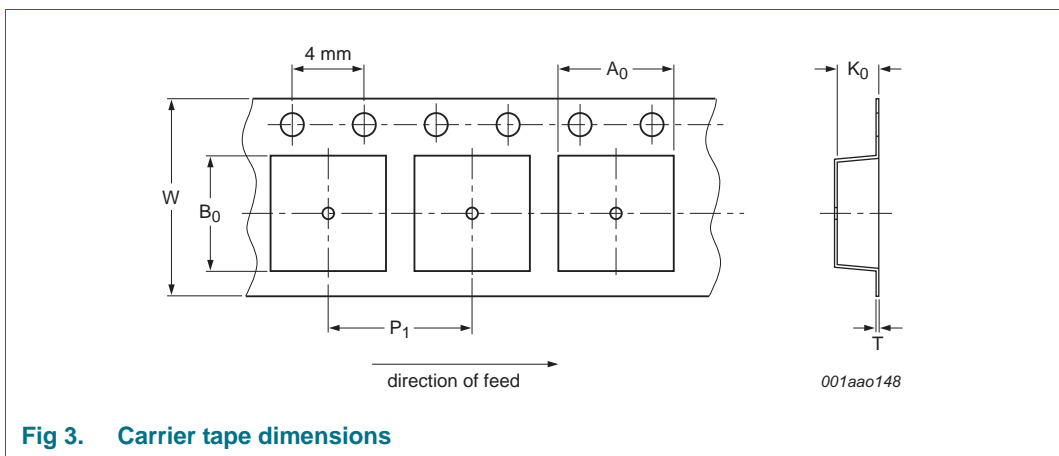 4 mm
A0
K0
W
B0
P1
T
direction of feed
001aao148
Fig 3. Carrier tape dimensions